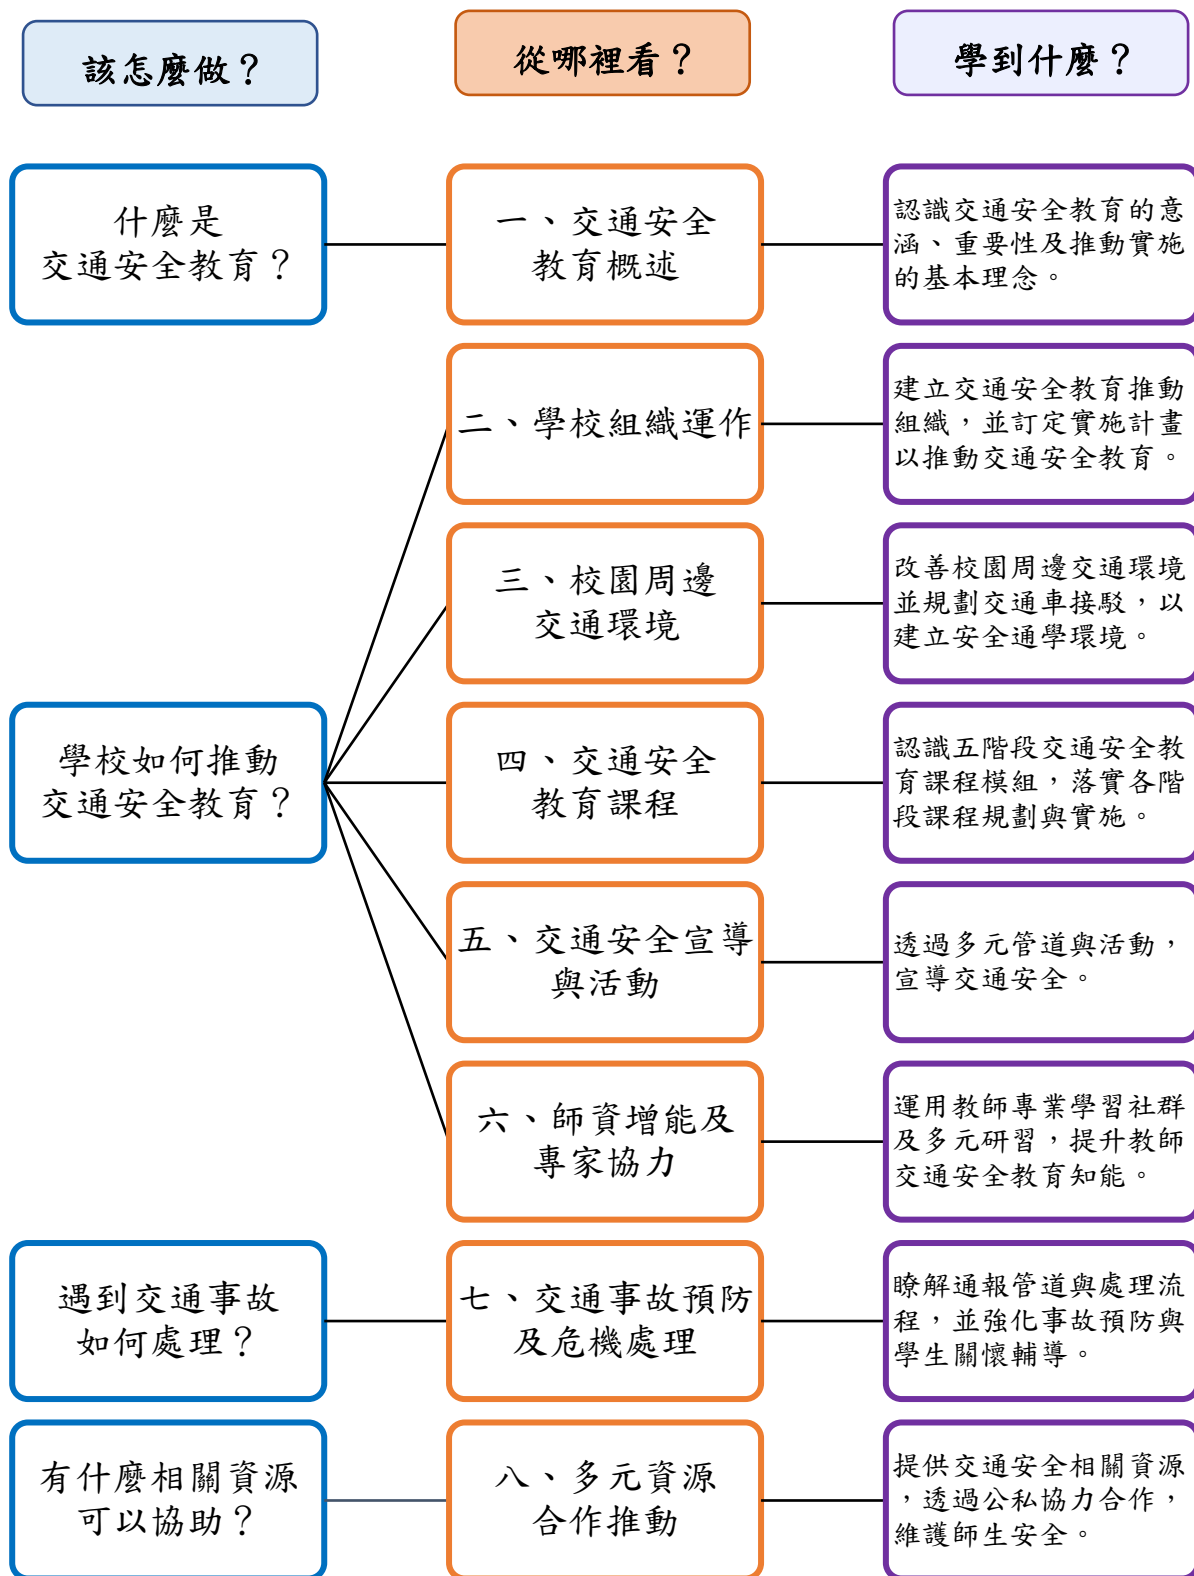 該怎麼做？
從哪裡看？
學到什麼？
什麼是
交通安全教育？
一、交通安全
教育概述
認識交通安全教育的意
涵、重要性及推動實施
的基本理念。
學校如何推動
交通安全教育？
二、學校組織運作
建立交通安全教育推動
組織，並訂定實施計畫
以推動交通安全教育。
三、校園周邊
交通環境
改善校園周邊交通環境
並規劃交通車接駁，以
建立安全通學環境。
四、交通安全
教育課程
認識五階段交通安全教
育課程模組，落實各階
段課程規劃與實施。
五、交通安全宣導
與活動
透過多元管道與活動，
宣導交通安全。
六、師資增能及
專家協力
運用教師專業學習社群
及多元研習，提升教師
交通安全教育知能。
遇到交通事故
如何處理？
七、交通事故預防
及危機處理
瞭解通報管道與處理流
程，並強化事故預防與
學生關懷輔導。
有什麼相關資源
可以協助？
八、多元資源
合作推動
提供交通安全相關資源
，透過公私協力合作，
維護師生安全。